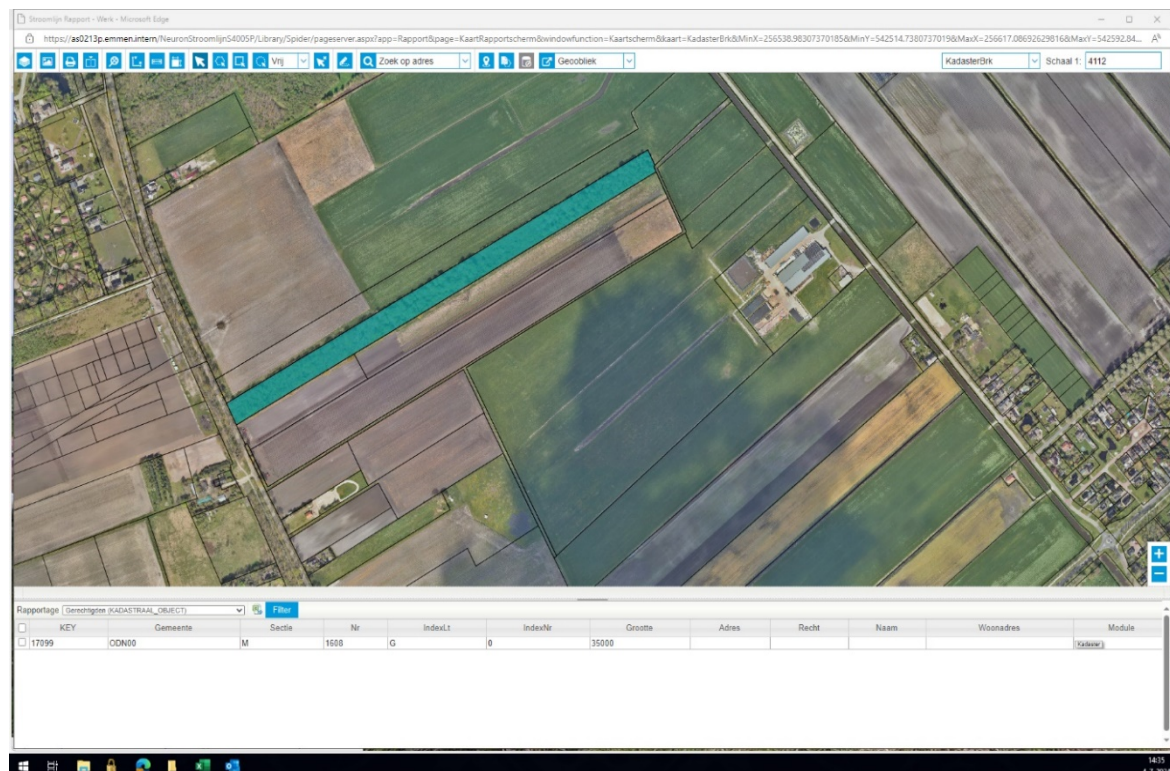 Stroomlijn Rapport - Werk - Microsoft Edge
https://as0213p.emmen.intern/NeuronStroomlijnS400SP/Library/Spider/pageserver.aspx?app=Rapport&page=KaartRapportscherm&windowfunction=Kaartscherm&kaart=KadasterBrk&MinX=256538.98307370185&MinY=542514.7380737019&MaxX=256617.08692629816&MaxY=542592.84...
Vrij Zoek op adres Geoobliek KadasterBrk Schaal 1: 4112
Rapportage Gerechtigden (KADASTRAAL_OBJECT) Filter
KEY Gemeente Sectie Nr IndexLt IndexNr Grootte Adres Recht Naam Woonadres Module
17099 ODN00 M 1608 G 0 35000 Kadaster
14:35